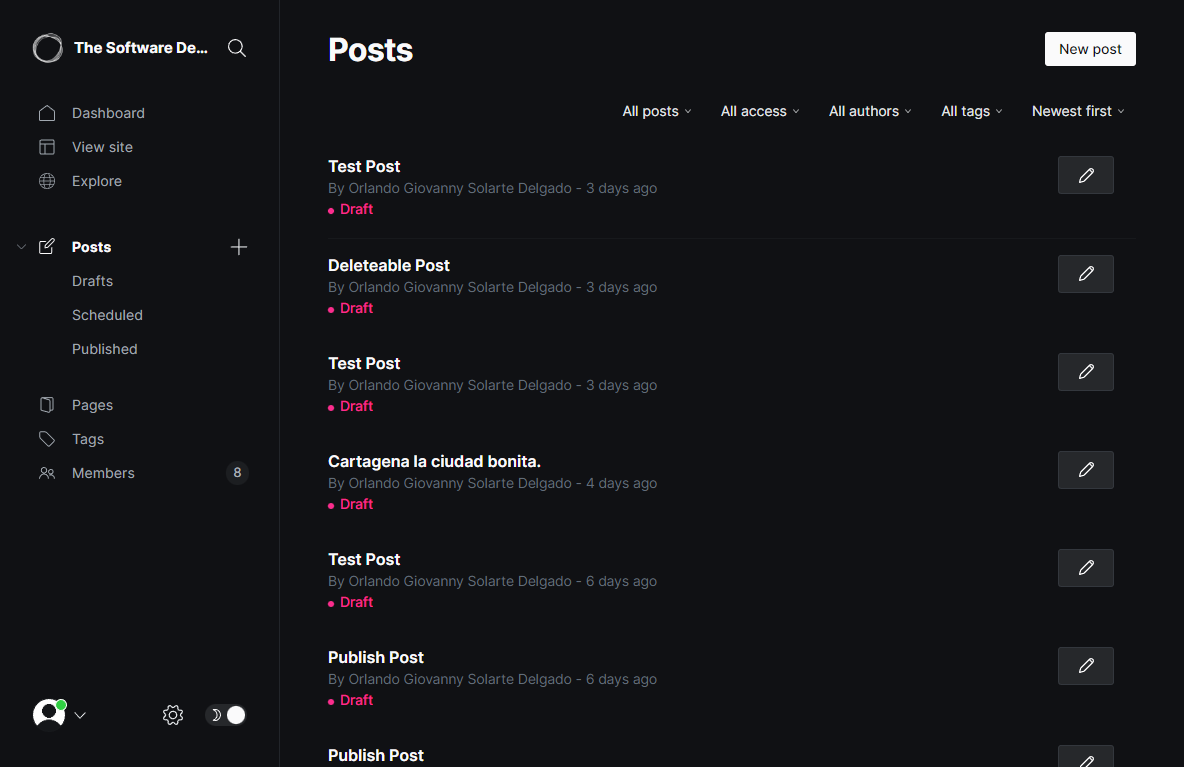 The Software De...
Dashboard
View site
Explore
Posts
Drafts
Scheduled
Published
Pages
Tags
Members 8
Posts
New post
All posts All access All authors All tags Newest first
Test Post
By Orlando Giovanny Solarte Delgado - 3 days ago
Draft
Deleteable Post
By Orlando Giovanny Solarte Delgado - 3 days ago
Draft
Test Post
By Orlando Giovanny Solarte Delgado - 3 days ago
Draft
Cartagena la ciudad bonita.
By Orlando Giovanny Solarte Delgado - 4 days ago
Draft
Test Post
By Orlando Giovanny Solarte Delgado - 6 days ago
Draft
Publish Post
By Orlando Giovanny Solarte Delgado - 6 days ago
Draft
Publish Post